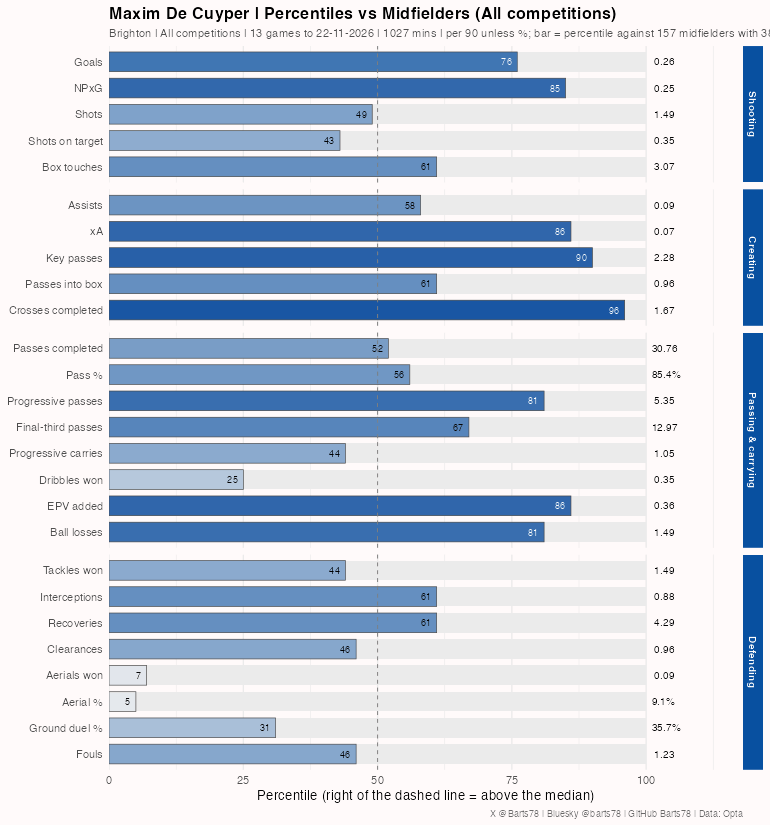 Maxim De Cuyper | Percentiles vs Midfielders (All competitions)
Brighton | All competitions | 13 games to 22-11-2026 | 1027 mins | per 90 unless %; bar = percentile against 157 midfielders with 38
Shooting
Goals 76 0.26
NPxG 85 0.25
Shots 49 1.49
Shots on target 43 0.35
Box touches 61 3.07
Creating
Assists 58 0.09
xA 86 0.07
Key passes 90 2.28
Passes into box 61 0.96
Crosses completed 96 1.67
Passing & carrying
Passes completed 52 30.76
Pass % 56 85.4%
Progressive passes 81 5.35
Final-third passes 67 12.97
Progressive carries 44 1.05
Dribbles won 25 0.35
EPV added 86 0.36
Ball losses 81 1.49
Defending
Tackles won 44 1.49
Interceptions 61 0.88
Recoveries 61 4.29
Clearances 46 0.96
Aerials won 7 0.09
Aerial % 5 9.1%
Ground duel % 31 35.7%
Fouls 46 1.23
0 25 50 75 100
Percentile (right of the dashed line = above the median)
X @Barts78 | Bluesky @barts78 | GitHub Barts78 | Data: Opta